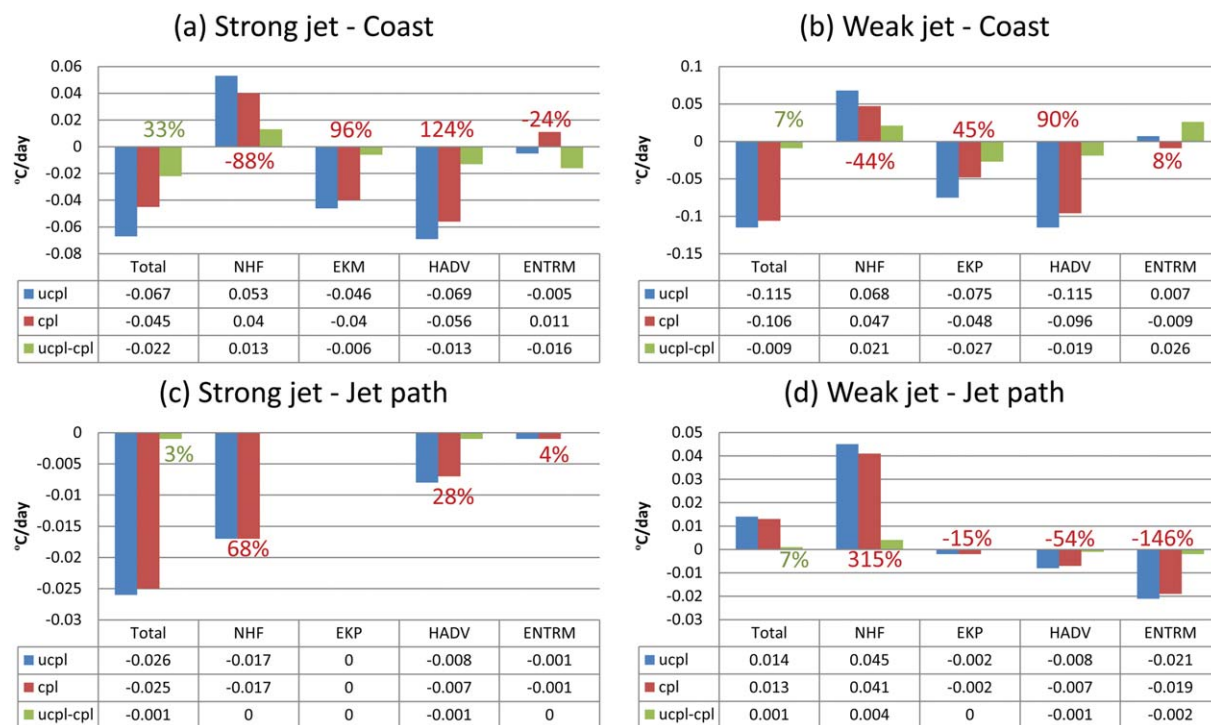 (a) Strong jet - Coast
0.06
0.04
0.02
0
-0.02
-0.04
-0.06
-0.08
°C/day
33%
-88%
96%
124%
-24%
Total NHF EKM HADV ENTRM
ucpl -0.067 0.053 -0.046 -0.069 -0.005
cpl -0.045 0.04 -0.04 -0.056 0.011
ucpl-cpl -0.022 0.013 -0.006 -0.013 -0.016
(b) Weak jet - Coast
0.1
0.05
0
-0.05
-0.1
-0.15
°C/day
7%
-44%
45%
90%
8%
Total NHF EKP HADV ENTRM
ucpl -0.115 0.068 -0.075 -0.115 0.007
cpl -0.106 0.047 -0.048 -0.096 -0.009
ucpl-cpl -0.009 0.021 -0.027 -0.019 0.026
(c) Strong jet - Jet path
0
-0.005
-0.01
-0.015
-0.02
-0.025
-0.03
°C/day
3%
68%
28%
4%
Total NHF EKP HADV ENTRM
ucpl -0.026 -0.017 0 -0.008 -0.001
cpl -0.025 -0.017 0 -0.007 -0.001
ucpl-cpl -0.001 0 0 -0.001 0
(d) Weak jet - Jet path
0.05
0.04
0.03
0.02
0.01
0
-0.01
-0.02
-0.03
°C/day
7%
315%
-15%
-54%
-146%
Total NHF EKP HADV ENTRM
ucpl 0.014 0.045 -0.002 -0.008 -0.021
cpl 0.013 0.041 -0.002 -0.007 -0.019
ucpl-cpl 0.001 0.004 0 -0.001 -0.002